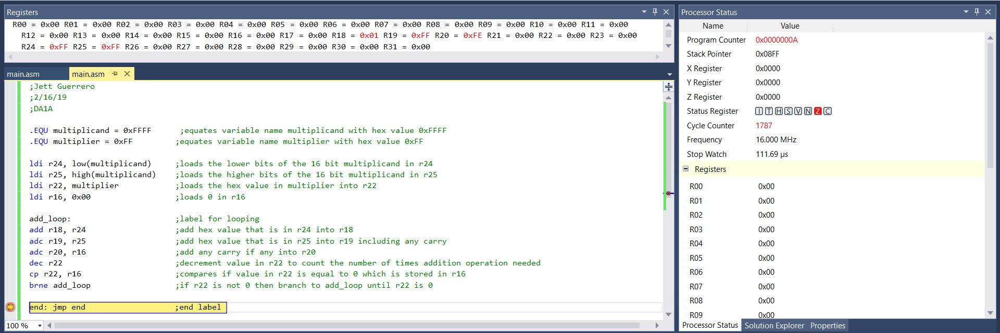 Registers
R00 = 0x00 R01 = 0x00 R02 = 0x00 R03 = 0x00 R04 = 0x00 R05 = 0x00 R06 = 0x00 R07 = 0x00 R08 = 0x00 R09 = 0x00 R10 = 0x00 R11 = 0x00
R12 = 0x00 R13 = 0x00 R14 = 0x00 R15 = 0x00 R16 = 0x00 R17 = 0x00 R18 = 0x01 R19 = 0xFF R20 = 0xFE R21 = 0x00 R22 = 0x00 R23 = 0x00
R24 = 0xFF R25 = 0xFF R26 = 0x00 R27 = 0x00 R28 = 0x00 R29 = 0x00 R30 = 0x00 R31 = 0x00
main.asm main.asm
;Jett Guerrero
;2/16/19
;DA1A
.EQU multiplicand = 0xFFFF ;equates variable name multiplicand with hex value 0xFFFF
.EQU multiplier = 0xFF ;equates variable name multiplier with hex value 0xFF
ldi r24, low(multiplicand) ;loads the lower bits of the 16 bit multiplicand in r24
ldi r25, high(multiplicand) ;loads the higher bits of the 16 bit multiplicand in r25
ldi r22, multiplier ;loads the hex value in multiplier into r22
ldi r16, 0x00 ;loads 0 in r16
add_loop: ;label for looping
add r18, r24 ;add hex value that is in r24 into r18
adc r19, r25 ;add hex value that is in r25 into r19 including any carry
adc r20, r16 ;add any carry if any into r20
dec r22 ;decrement value in r22 to count the number of times addition operation needed
cp r22, r16 ;compares if value in r22 is equal to 0 which is stored in r16
brne add_loop ;if r22 is not 0 then branch to add_loop until r22 is 0
end: jmp end ;end label
100 %
Processor Status
Name Value
Program Counter 0x0000000A
Stack Pointer 0x08FF
X Register 0x0000
Y Register 0x0000
Z Register 0x0000
Status Register I T H S V N Z C
Cycle Counter 1787
Frequency 16.000 MHz
Stop Watch 111.69 µs
Registers
R00 0x00
R01 0x00
R02 0x00
R03 0x00
R04 0x00
R05 0x00
R06 0x00
R07 0x00
R08 0x00
R09 0x00
Processor Status Solution Explorer Properties